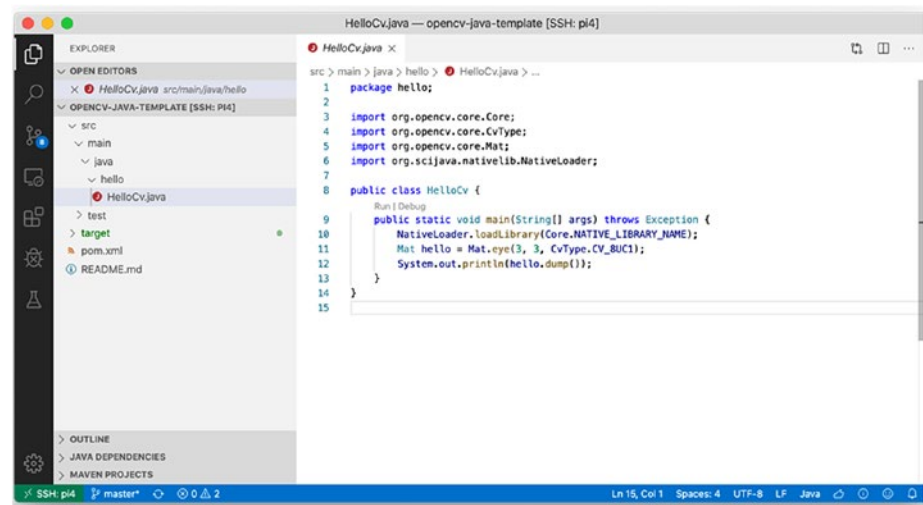 HelloCv.java — opencv-java-template [SSH: pi4]
EXPLORER
OPEN EDITORS
HelloCv.java src/main/java/hello
OPENCV-JAVA-TEMPLATE [SSH: PI4]
src
main
java
hello
HelloCv.java
test
target
pom.xml
README.md
OUTLINE
JAVA DEPENDENCIES
MAVEN PROJECTS
HelloCv.java
src > main > java > hello > HelloCv.java > ...
1 package hello;
2
3 import org.opencv.core.Core;
4 import org.opencv.core.CvType;
5 import org.opencv.core.Mat;
6 import org.scijava.nativelib.NativeLoader;
7
8 public class HelloCv {
Run | Debug
9 public static void main(String[] args) throws Exception {
10 NativeLoader.loadLibrary(Core.NATIVE_LIBRARY_NAME);
11 Mat hello = Mat.eye(3, 3, CvType.CV_8UC1);
12 System.out.println(hello.dump());
13 }
14 }
15
SSH: pi4 master* 0 2 Ln 15, Col 1 Spaces: 4 UTF-8 LF Java